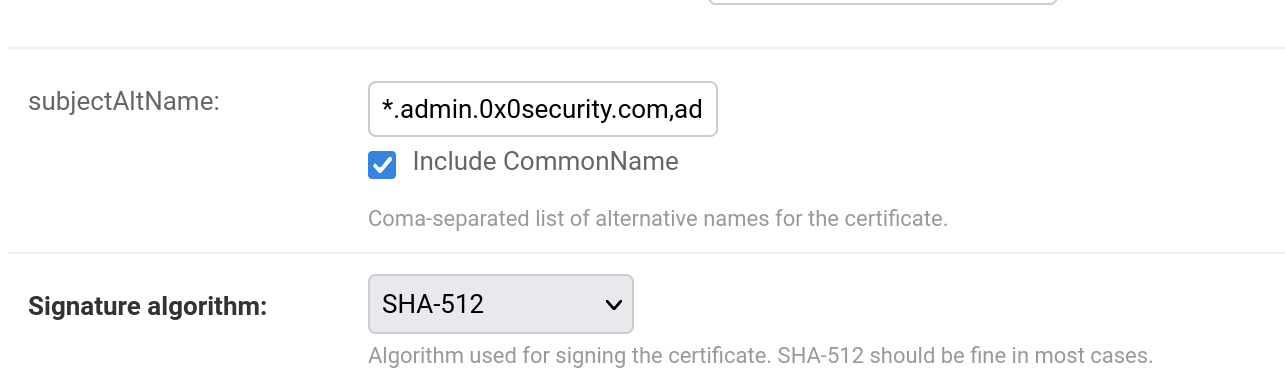 subjectAltName:
*.admin.0x0security.com,ad
Include CommonName
Coma-separated list of alternative names for the certificate.
Signature algorithm:
SHA-512
Algorithm used for signing the certificate. SHA-512 should be fine in most cases.